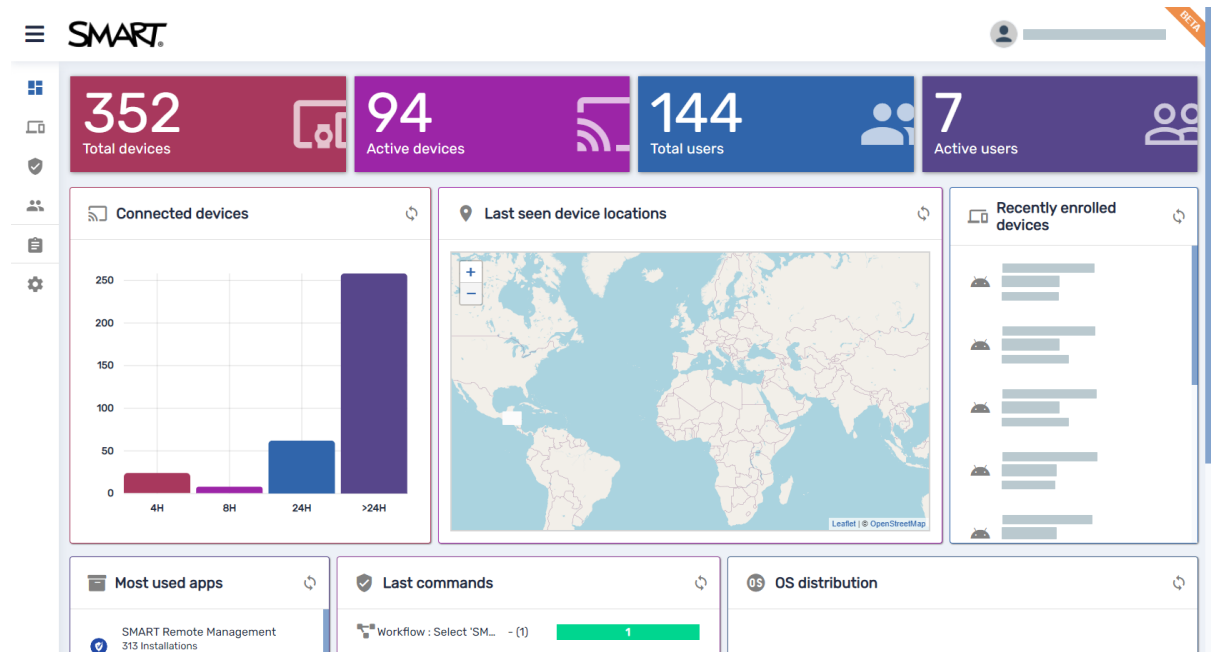 SMART
BETA
352
Total devices
94
Active devices
144
Total users
7
Active users
Connected devices
250
200
150
100
50
0
4H 8H 24H >24H
Last seen device locations
+
−
Leaflet | © OpenStreetMap
Recently enrolled
devices
Most used apps
SMART Remote Management
313 Installations
Last commands
Workflow : Select 'SM... - (1) 1
OS OS distribution